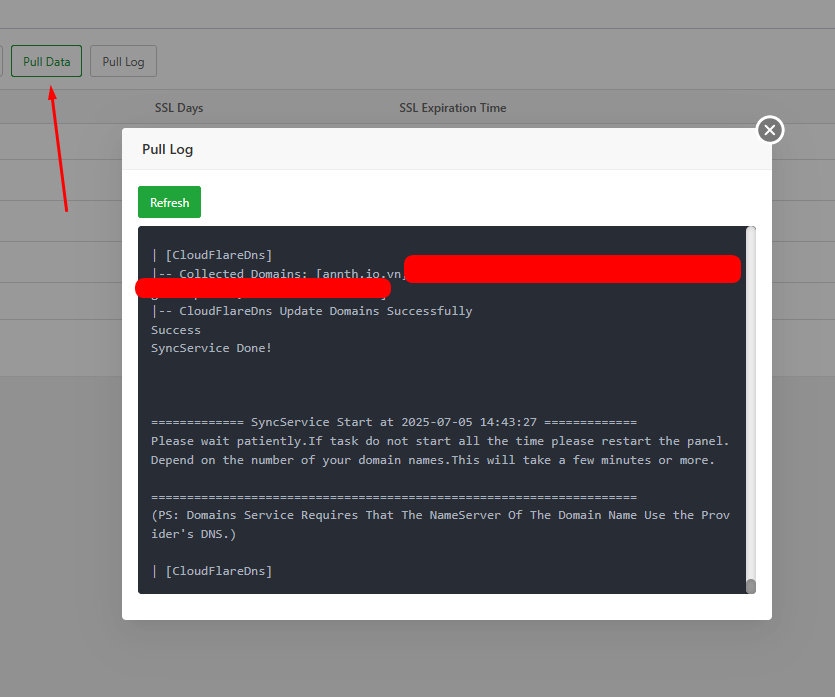 Pull Data
Pull Log
SSL Days
SSL Expiration Time
Pull Log
Refresh
| [CloudFlareDns]
|-- Collected Domains: [annth.io.vn]
|-- CloudFlareDns Update Domains Successfully
Success
SyncService Done!
============= SyncService Start at 2025-07-05 14:43:27 =============
Please wait patiently.If task do not start all the time please restart the panel.
Depend on the number of your domain names.This will take a few minutes or more.
====================================================================
(PS: Domains Service Requires That The NameServer Of The Domain Name Use the Prov
ider's DNS.)
| [CloudFlareDns]